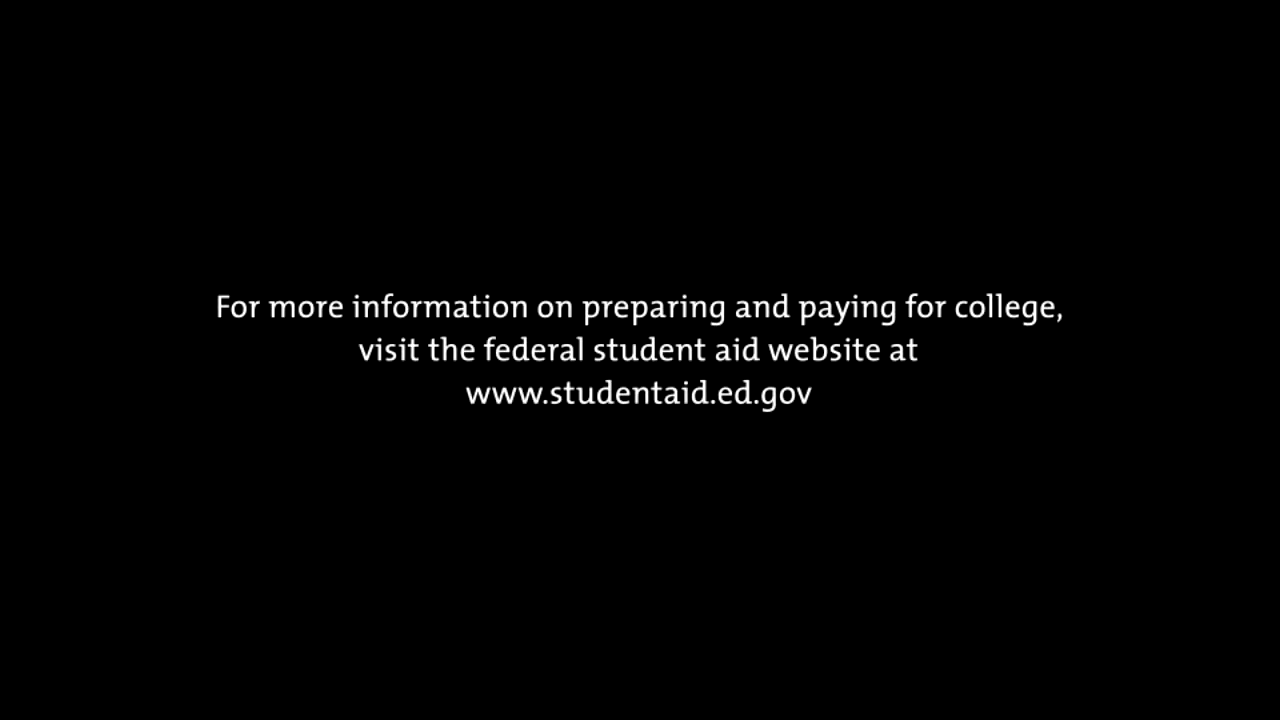 For more information on preparing and paying for college,
visit the federal student aid website at
www.studentaid.ed.gov